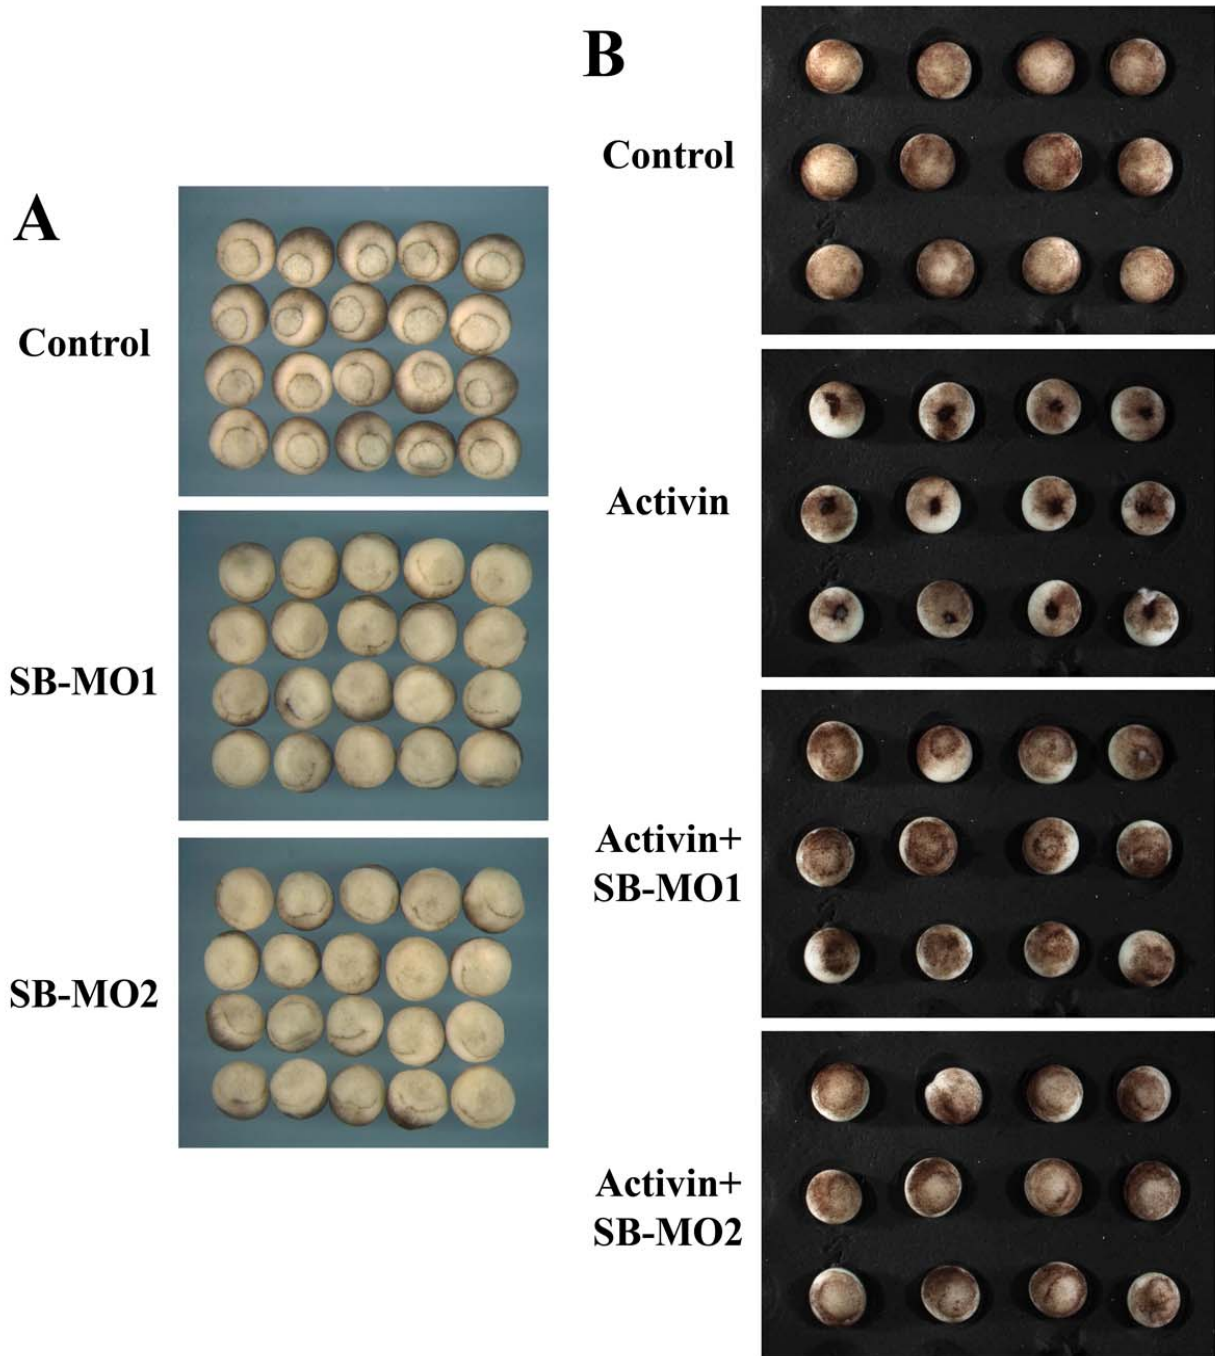 A
Control
SB-MO1
SB-MO2
B
Control
Activin
Activin+
SB-MO1
Activin+
SB-MO2